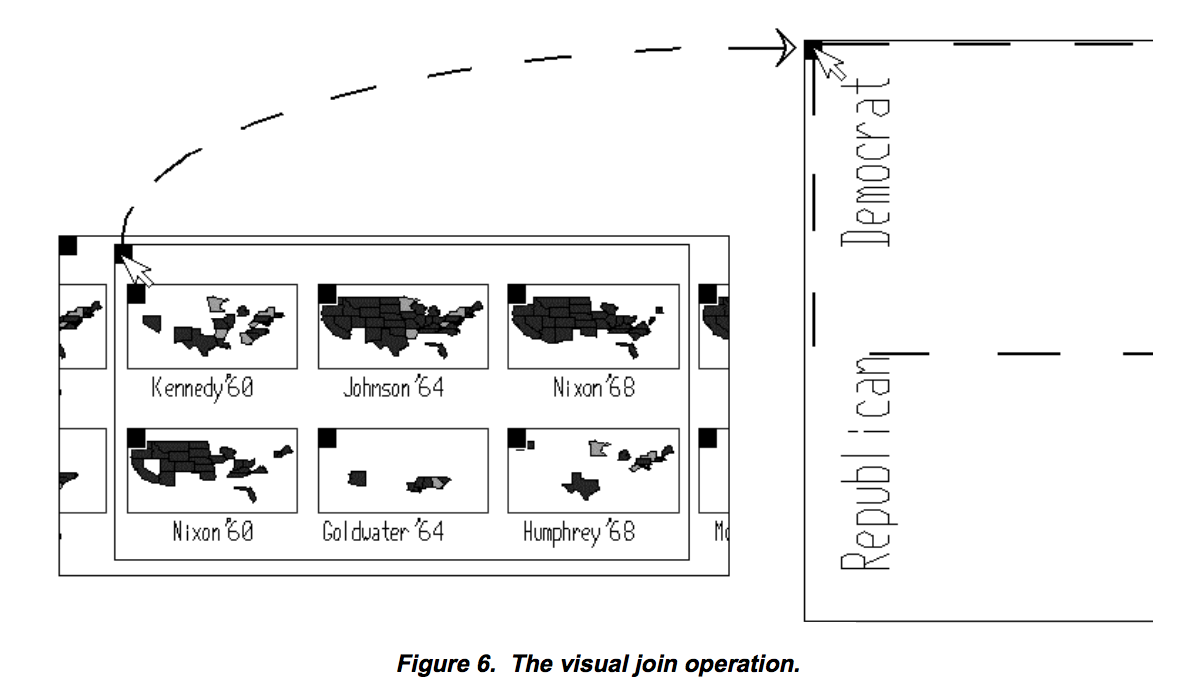 Democrat
Republican
Kennedy '60
Johnson '64
Nixon '68
Nixon '60
Goldwater '64
Humphrey '68
Figure 6. The visual join operation.